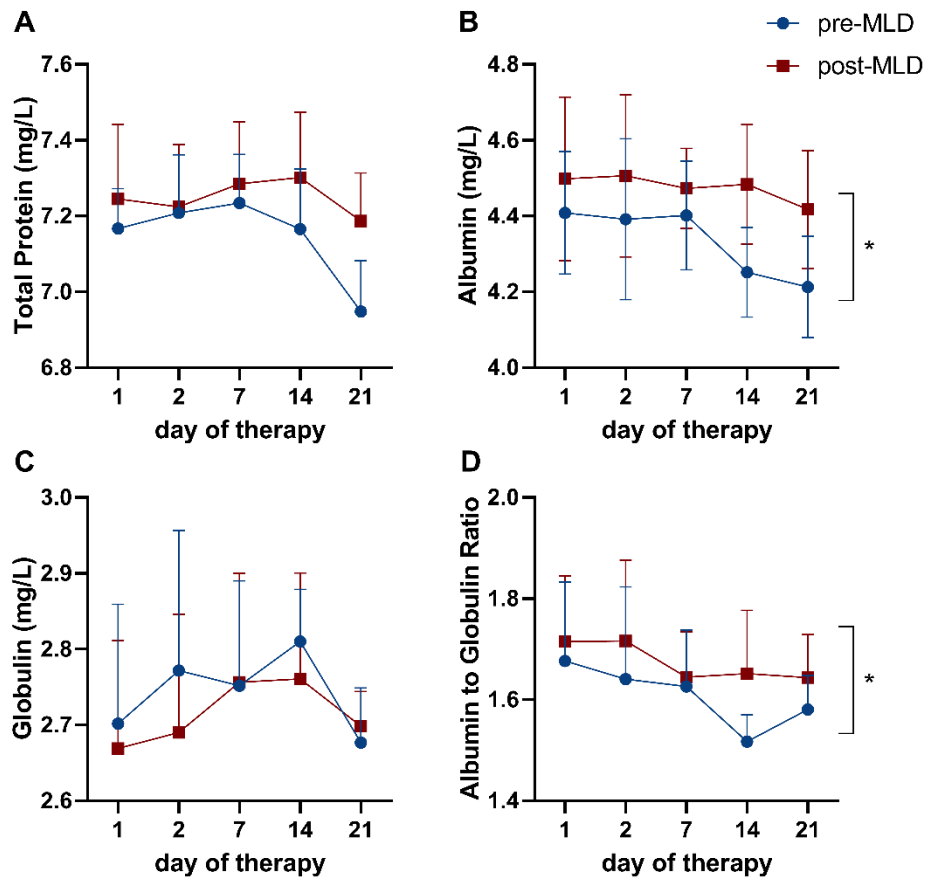 A
Total Protein (mg/L)
7.6
7.4
7.2
7.0
6.8
1 2 7 14 21
day of therapy
B
pre-MLD
post-MLD
Albumin (mg/L)
4.8
4.6
4.4
4.2
4.0
*
1 2 7 14 21
day of therapy
C
Globulin (mg/L)
3.0
2.9
2.8
2.7
2.6
1 2 7 14 21
day of therapy
D
Albumin to Globulin Ratio
2.0
1.8
1.6
1.4
*
1 2 7 14 21
day of therapy